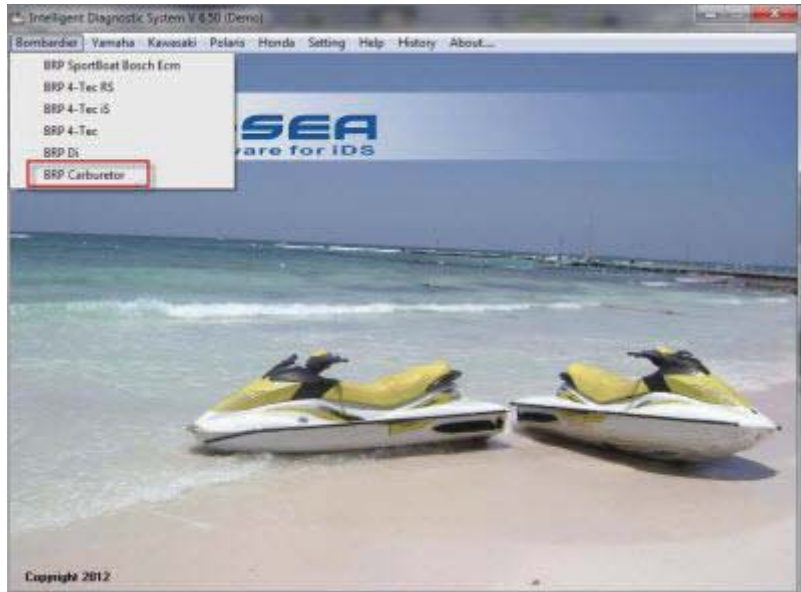 Intelligent Diagnostic System V 6.50 (Demo)
Bombardier Yamaha Kawasaki Polaris Honda Setting Help History About...
BRP SportBoat Bosch Ecm
BRP 4-Tec RS
BRP 4-Tec iS
BRP 4-Tec
BRP Di
BRP Carburetor
SEA
are for iDS
Copyright 2012